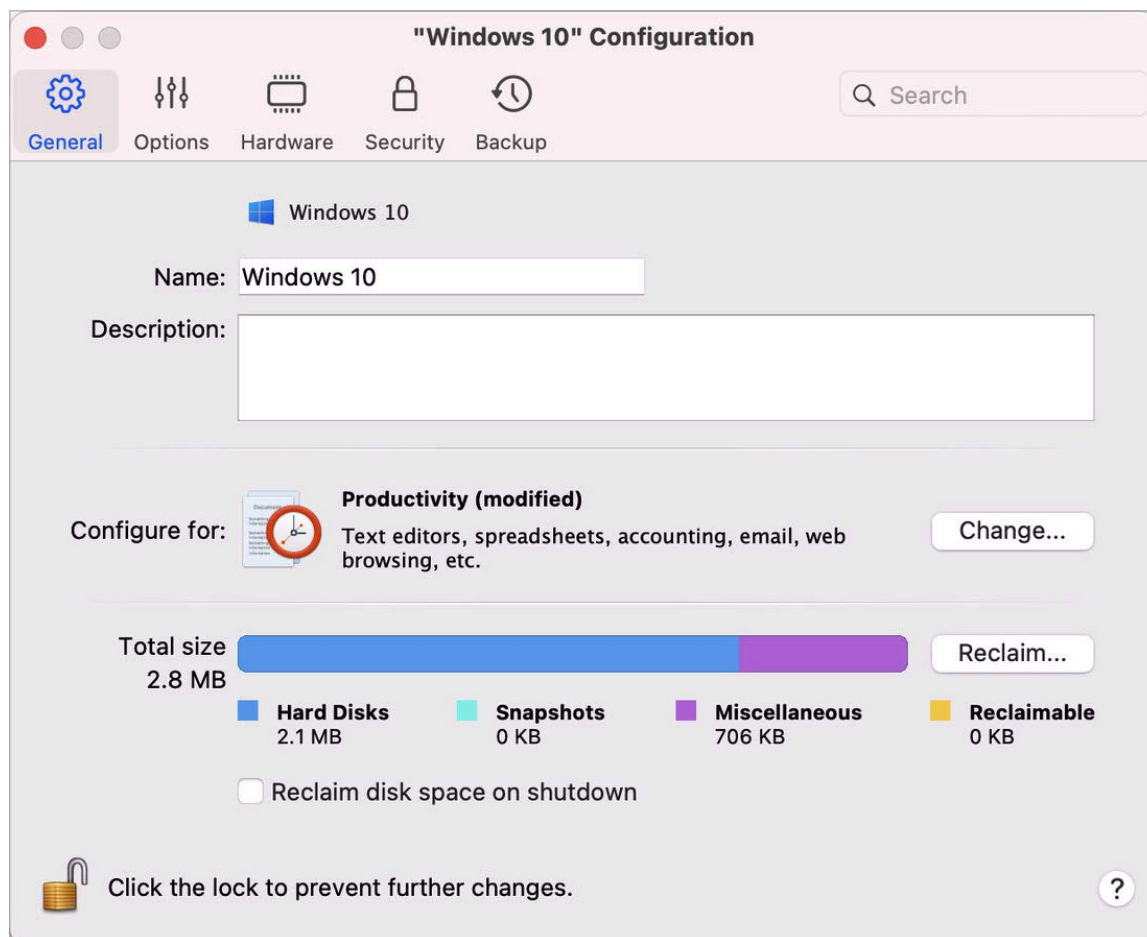 "Windows 10" Configuration
General
Options
Hardware
Security
Backup
Search
Windows 10
Name: Windows 10
Description:
Configure for:
Productivity (modified)
Text editors, spreadsheets, accounting, email, web
browsing, etc.
Change...
Total size
2.8 MB
Reclaim...
Hard Disks
2.1 MB
Snapshots
0 KB
Miscellaneous
706 KB
Reclaimable
0 KB
Reclaim disk space on shutdown
Click the lock to prevent further changes.
?